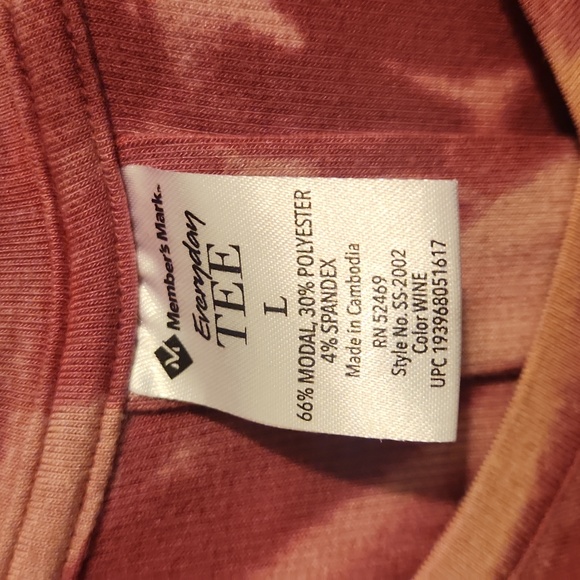 Member's Mark™
Everyday
TEE
L
66% MODAL, 30% POLYESTER
4% SPANDEX
Made in Cambodia
RN 52469
Style No. SS-2002
Color WINE
UPC 193968051617